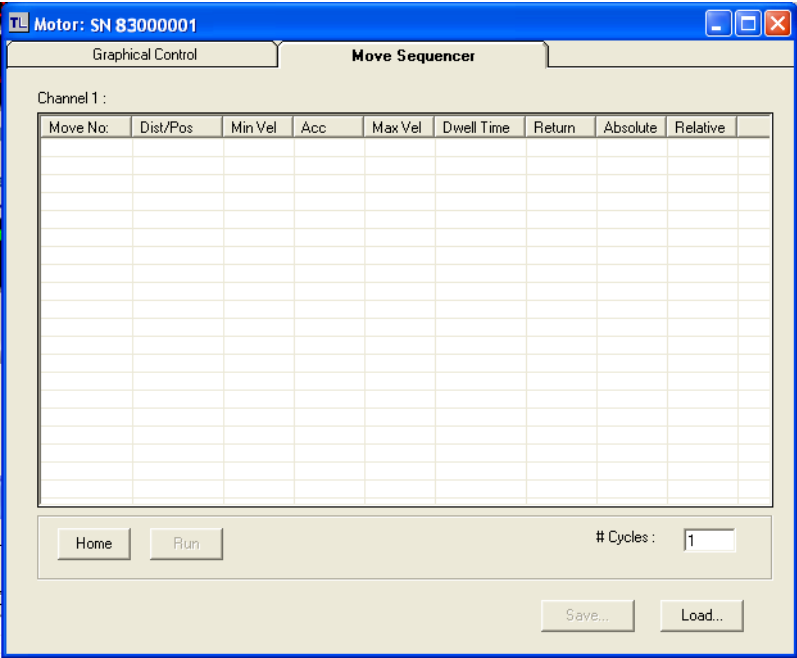 TL Motor: SN 83000001
Graphical Control Move Sequencer
Channel 1 :
Move No: Dist/Pos Min Vel Acc Max Vel Dwell Time Return Absolute Relative
Home Run # Cycles : 1
Save... Load...